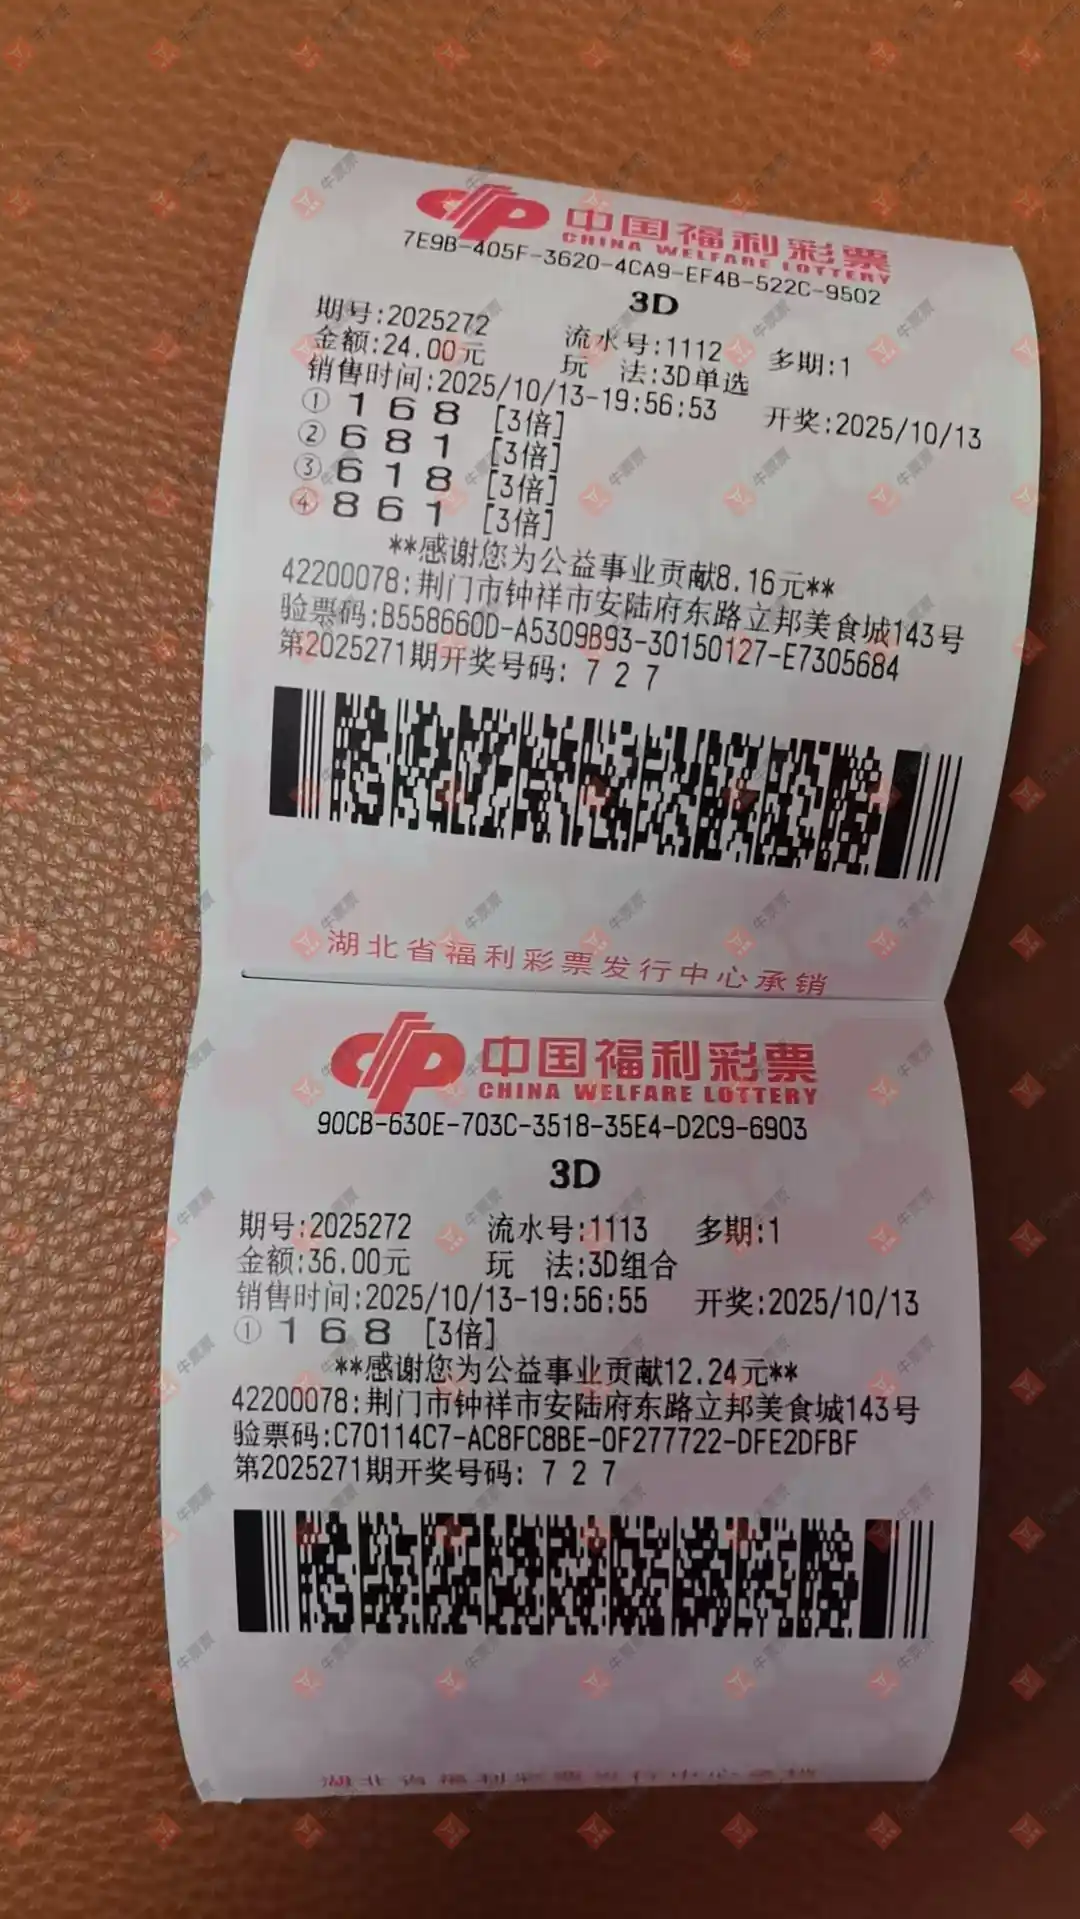 中国福利彩票
CHINA WELFARE LOTTERY
7E9B-405F-3620-4CA9-EF4B-522C-9502
3D
期号:2025272 流水号:1112 多期:1
金额:24.00元 玩 法:3D单选
销售时间:2025/10/13-19:56:53 开奖:2025/10/13
① 1 6 8 [3倍]
② 6 8 1 [3倍]
③ 6 1 8 [3倍]
④ 8 6 1 [3倍]
**感谢您为公益事业贡献8.16元**
42200078:荆门市钟祥市安陆府东路立邦美食城143号
验票码:B558660D-A5309B93-30150127-E7305684
第2025271期开奖号码: 7 2 7
湖北省福利彩票发行中心承销
中国福利彩票
CHINA WELFARE LOTTERY
90CB-630E-703C-3518-35E4-D2C9-6903
3D
期号:2025272 流水号:1113 多期:1
金额:36.00元 玩 法:3D组合
销售时间:2025/10/13-19:56:55 开奖:2025/10/13
① 1 6 8 [3倍]
**感谢您为公益事业贡献12.24元**
42200078:荆门市钟祥市安陆府东路立邦美食城143号
验票码:C70114C7-AC8FC8BE-0F277722-DFE2DFBF
第2025271期开奖号码: 7 2 7
湖北省福利彩票发行中心承销